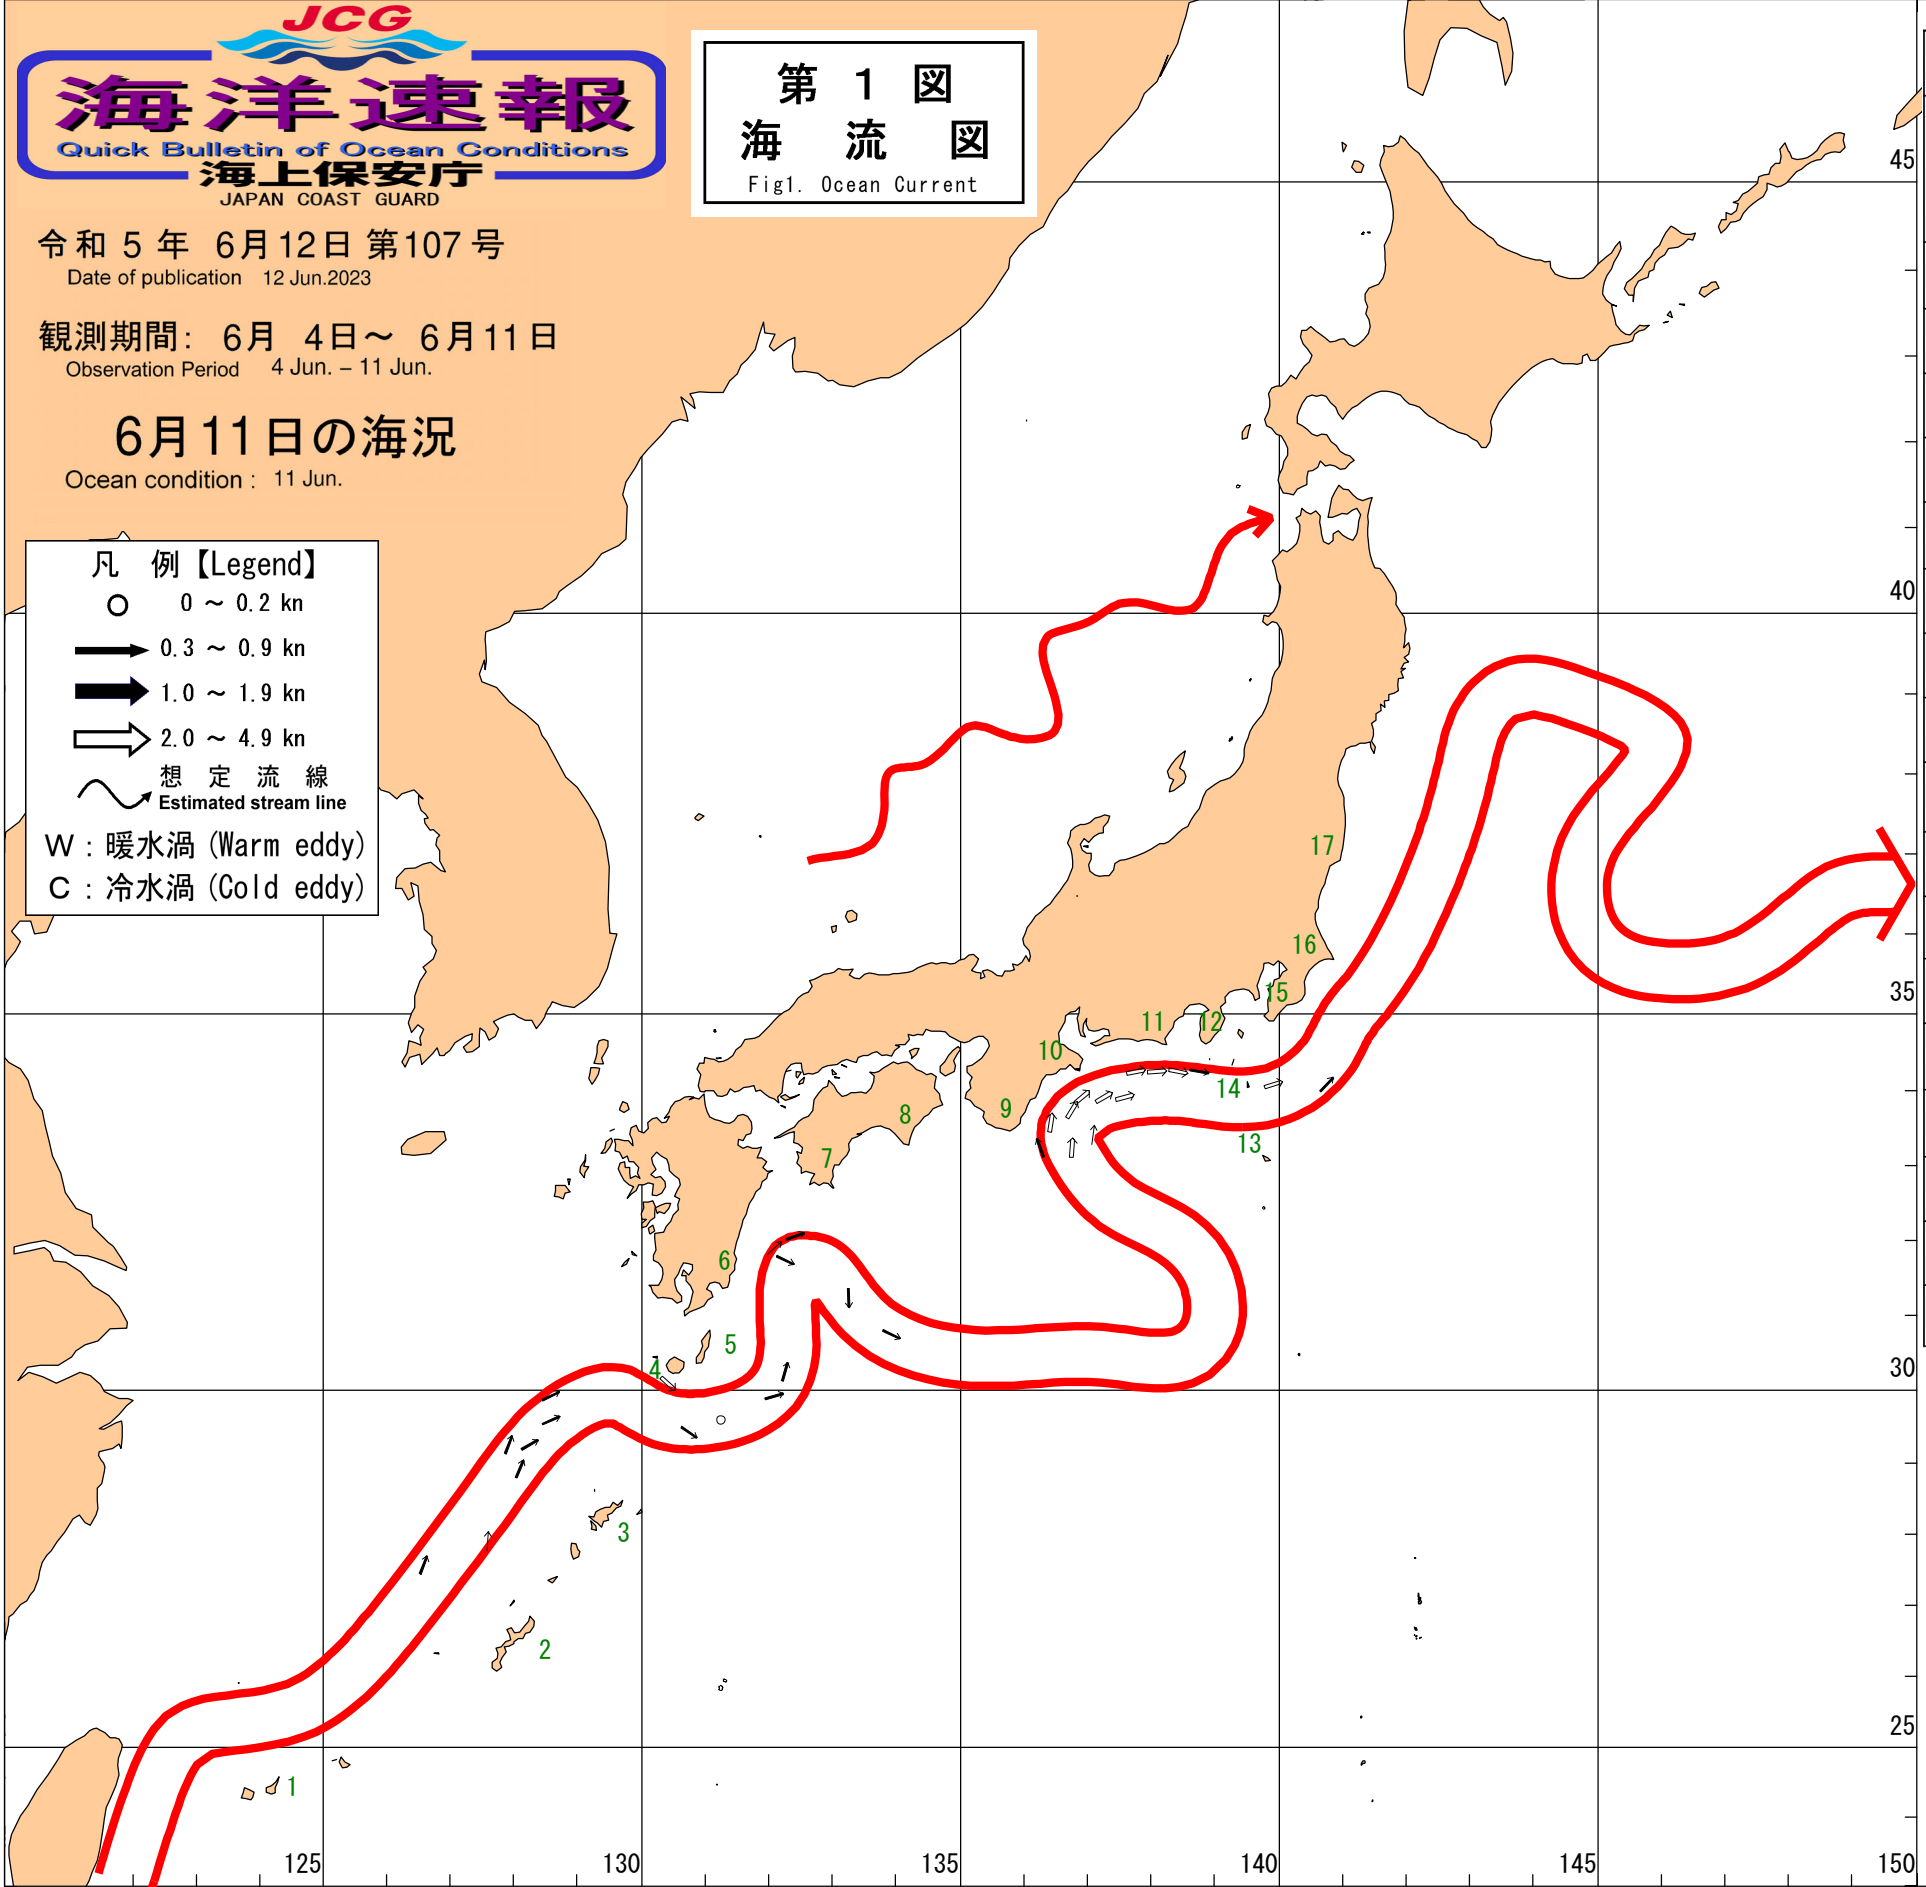 JCG
海洋速報
Quick Bulletin of Ocean Conditions
海上保安庁
JAPAN COAST GUARD
令和 5 年 6月12日 第107号
Date of publication 12 Jun.2023
観測期間: 6月 4日～ 6月11日
Observation Period 4 Jun. – 11 Jun.
6月11日の海況
Ocean condition : 11 Jun.
第 1 図
海 流 図
Fig1. Ocean Current
凡 例【Legend】
0 ～ 0.2 kn
0.3 ～ 0.9 kn
1.0 ～ 1.9 kn
2.0 ～ 4.9 kn
想 定 流 線
Estimated stream line
W : 暖水渦 (Warm eddy)
C : 冷水渦 (Cold eddy)
45
40
17
16
35
15
12
11
10
14
9
8
13
7
6
5
4
30
3
2
25
1
125
130
135
140
145
150